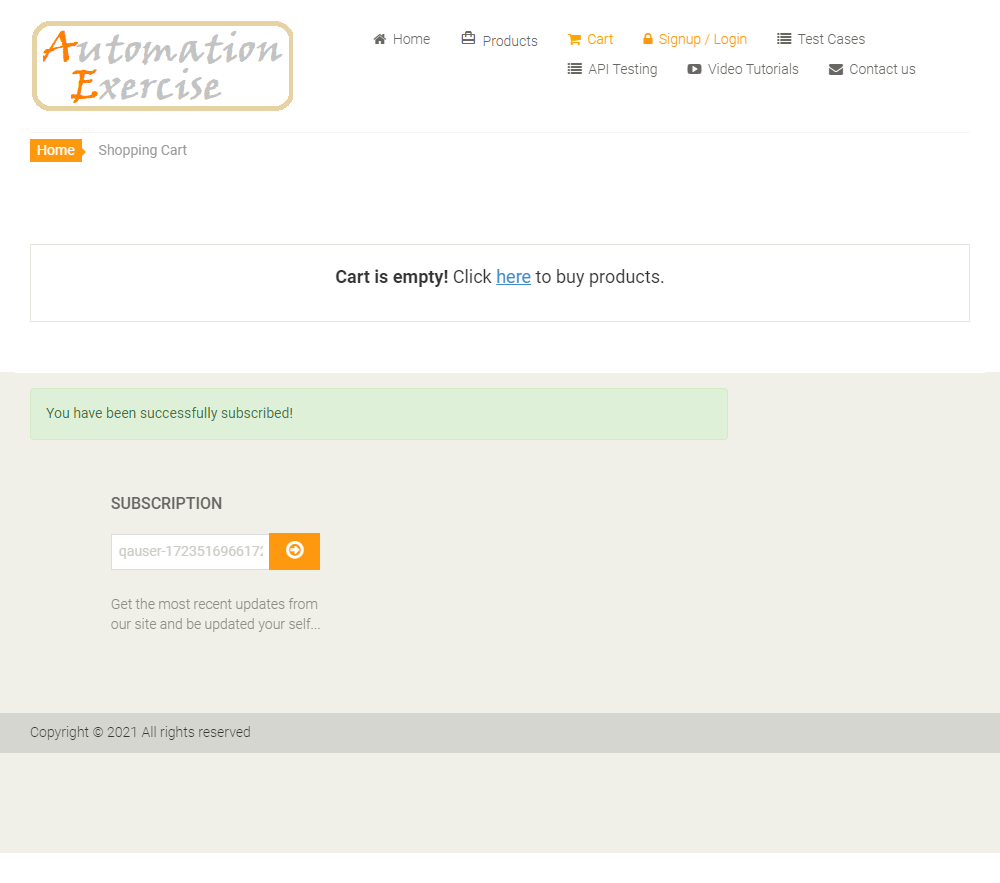 Automation
Exercise
Home
Products
Cart
Signup / Login
Test Cases
API Testing
Video Tutorials
Contact us
Home
Shopping Cart
Cart is empty! Click here to buy products.
You have been successfully subscribed!
SUBSCRIPTION
qauser-172351696617
Get the most recent updates from
our site and be updated your self...
Copyright © 2021 All rights reserved